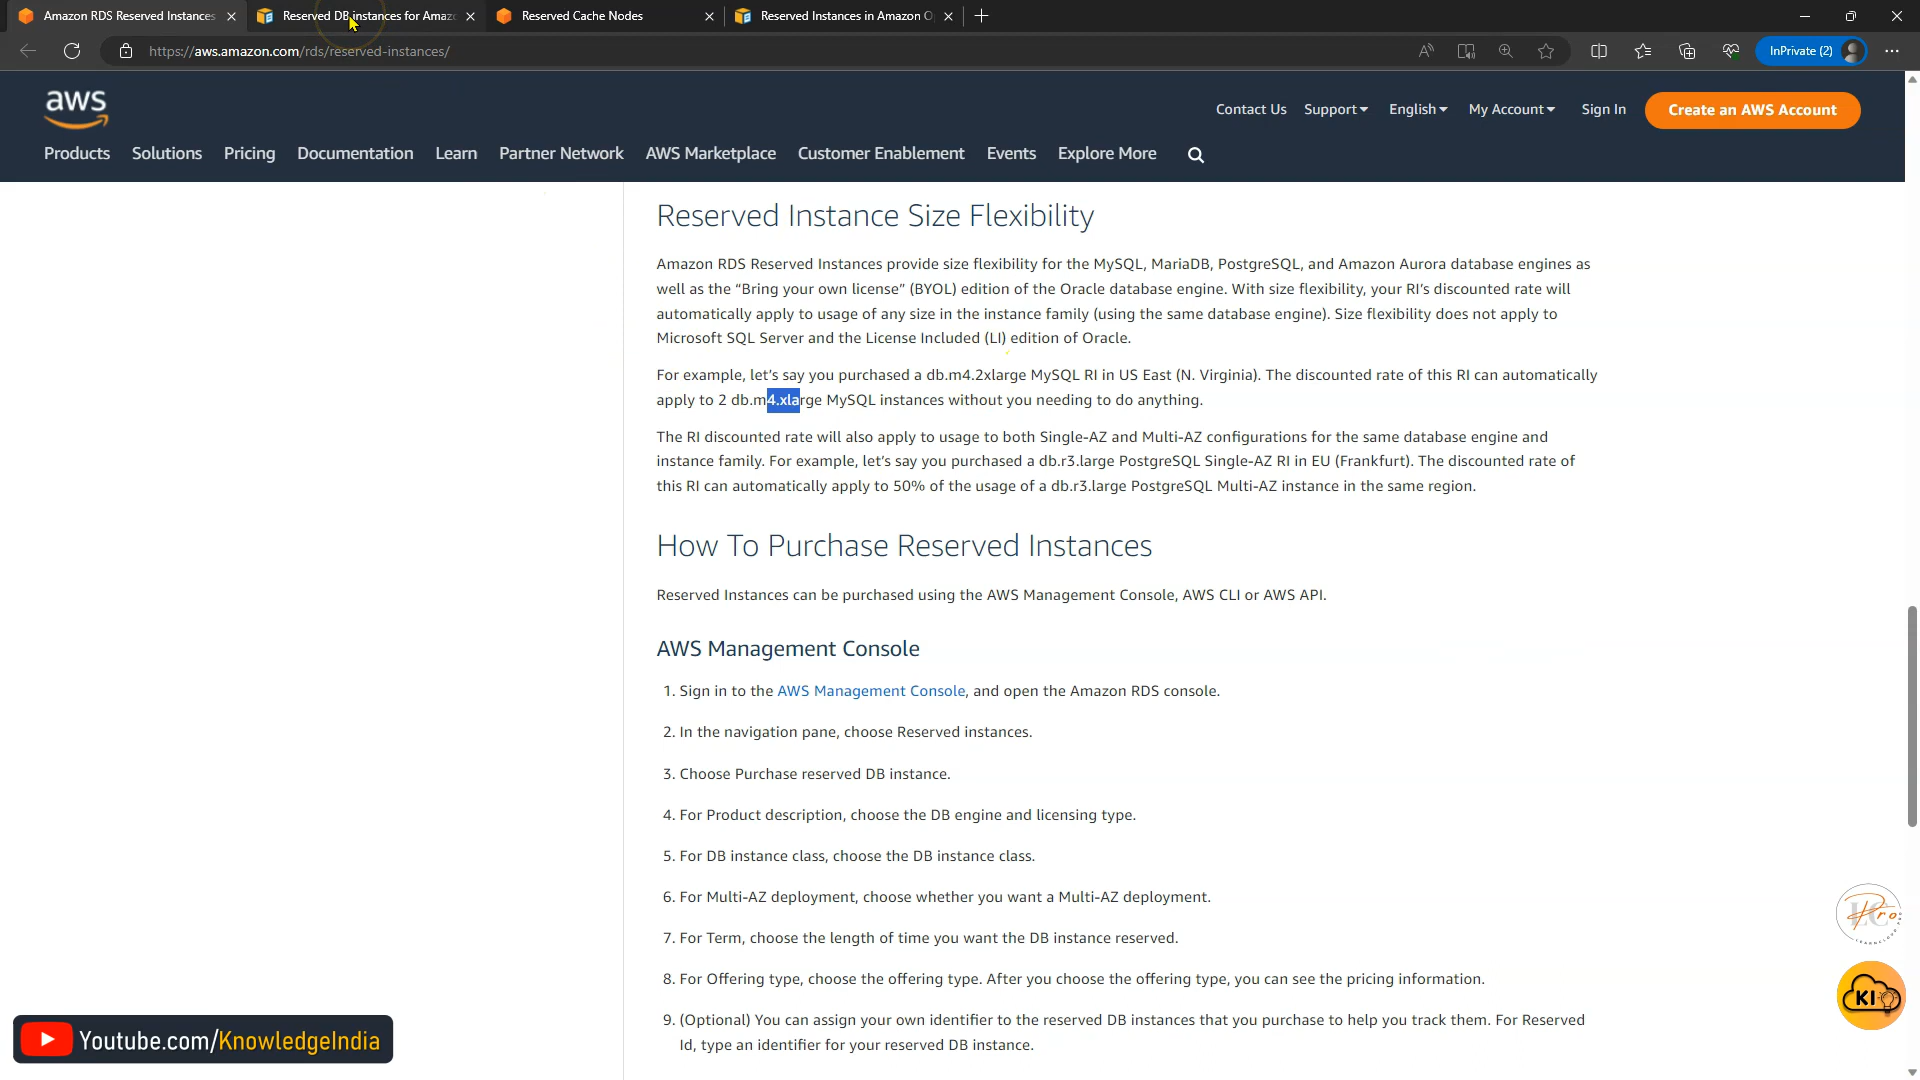 Amazon RDS Reserved Instances
Reserved DB instances for Amaz
Reserved Cache Nodes
Reserved Instances in Amazon O
https://aws.amazon.com/rds/reserved-instances/
InPrivate (2)
aws
Contact Us Support English My Account Sign In Create an AWS Account
Products Solutions Pricing Documentation Learn Partner Network AWS Marketplace Customer Enablement Events Explore More
Reserved Instance Size Flexibility
Amazon RDS Reserved Instances provide size flexibility for the MySQL, MariaDB, PostgreSQL, and Amazon Aurora database engines as
well as the “Bring your own license” (BYOL) edition of the Oracle database engine. With size flexibility, your RI’s discounted rate will
automatically apply to usage of any size in the instance family (using the same database engine). Size flexibility does not apply to
Microsoft SQL Server and the License Included (LI) edition of Oracle.
For example, let’s say you purchased a db.m4.2xlarge MySQL RI in US East (N. Virginia). The discounted rate of this RI can automatically
apply to 2 db.m4.xlarge MySQL instances without you needing to do anything.
The RI discounted rate will also apply to usage to both Single-AZ and Multi-AZ configurations for the same database engine and
instance family. For example, let’s say you purchased a db.r3.large PostgreSQL Single-AZ RI in EU (Frankfurt). The discounted rate of
this RI can automatically apply to 50% of the usage of a db.r3.large PostgreSQL Multi-AZ instance in the same region.
How To Purchase Reserved Instances
Reserved Instances can be purchased using the AWS Management Console, AWS CLI or AWS API.
AWS Management Console
1. Sign in to the AWS Management Console, and open the Amazon RDS console.
2. In the navigation pane, choose Reserved instances.
3. Choose Purchase reserved DB instance.
4. For Product description, choose the DB engine and licensing type.
5. For DB instance class, choose the DB instance class.
6. For Multi-AZ deployment, choose whether you want a Multi-AZ deployment.
7. For Term, choose the length of time you want the DB instance reserved.
8. For Offering type, choose the offering type. After you choose the offering type, you can see the pricing information.
9. (Optional) You can assign your own identifier to the reserved DB instances that you purchase to help you track them. For Reserved
Id, type an identifier for your reserved DB instance.
Pro
KI
Youtube.com/KnowledgeIndia